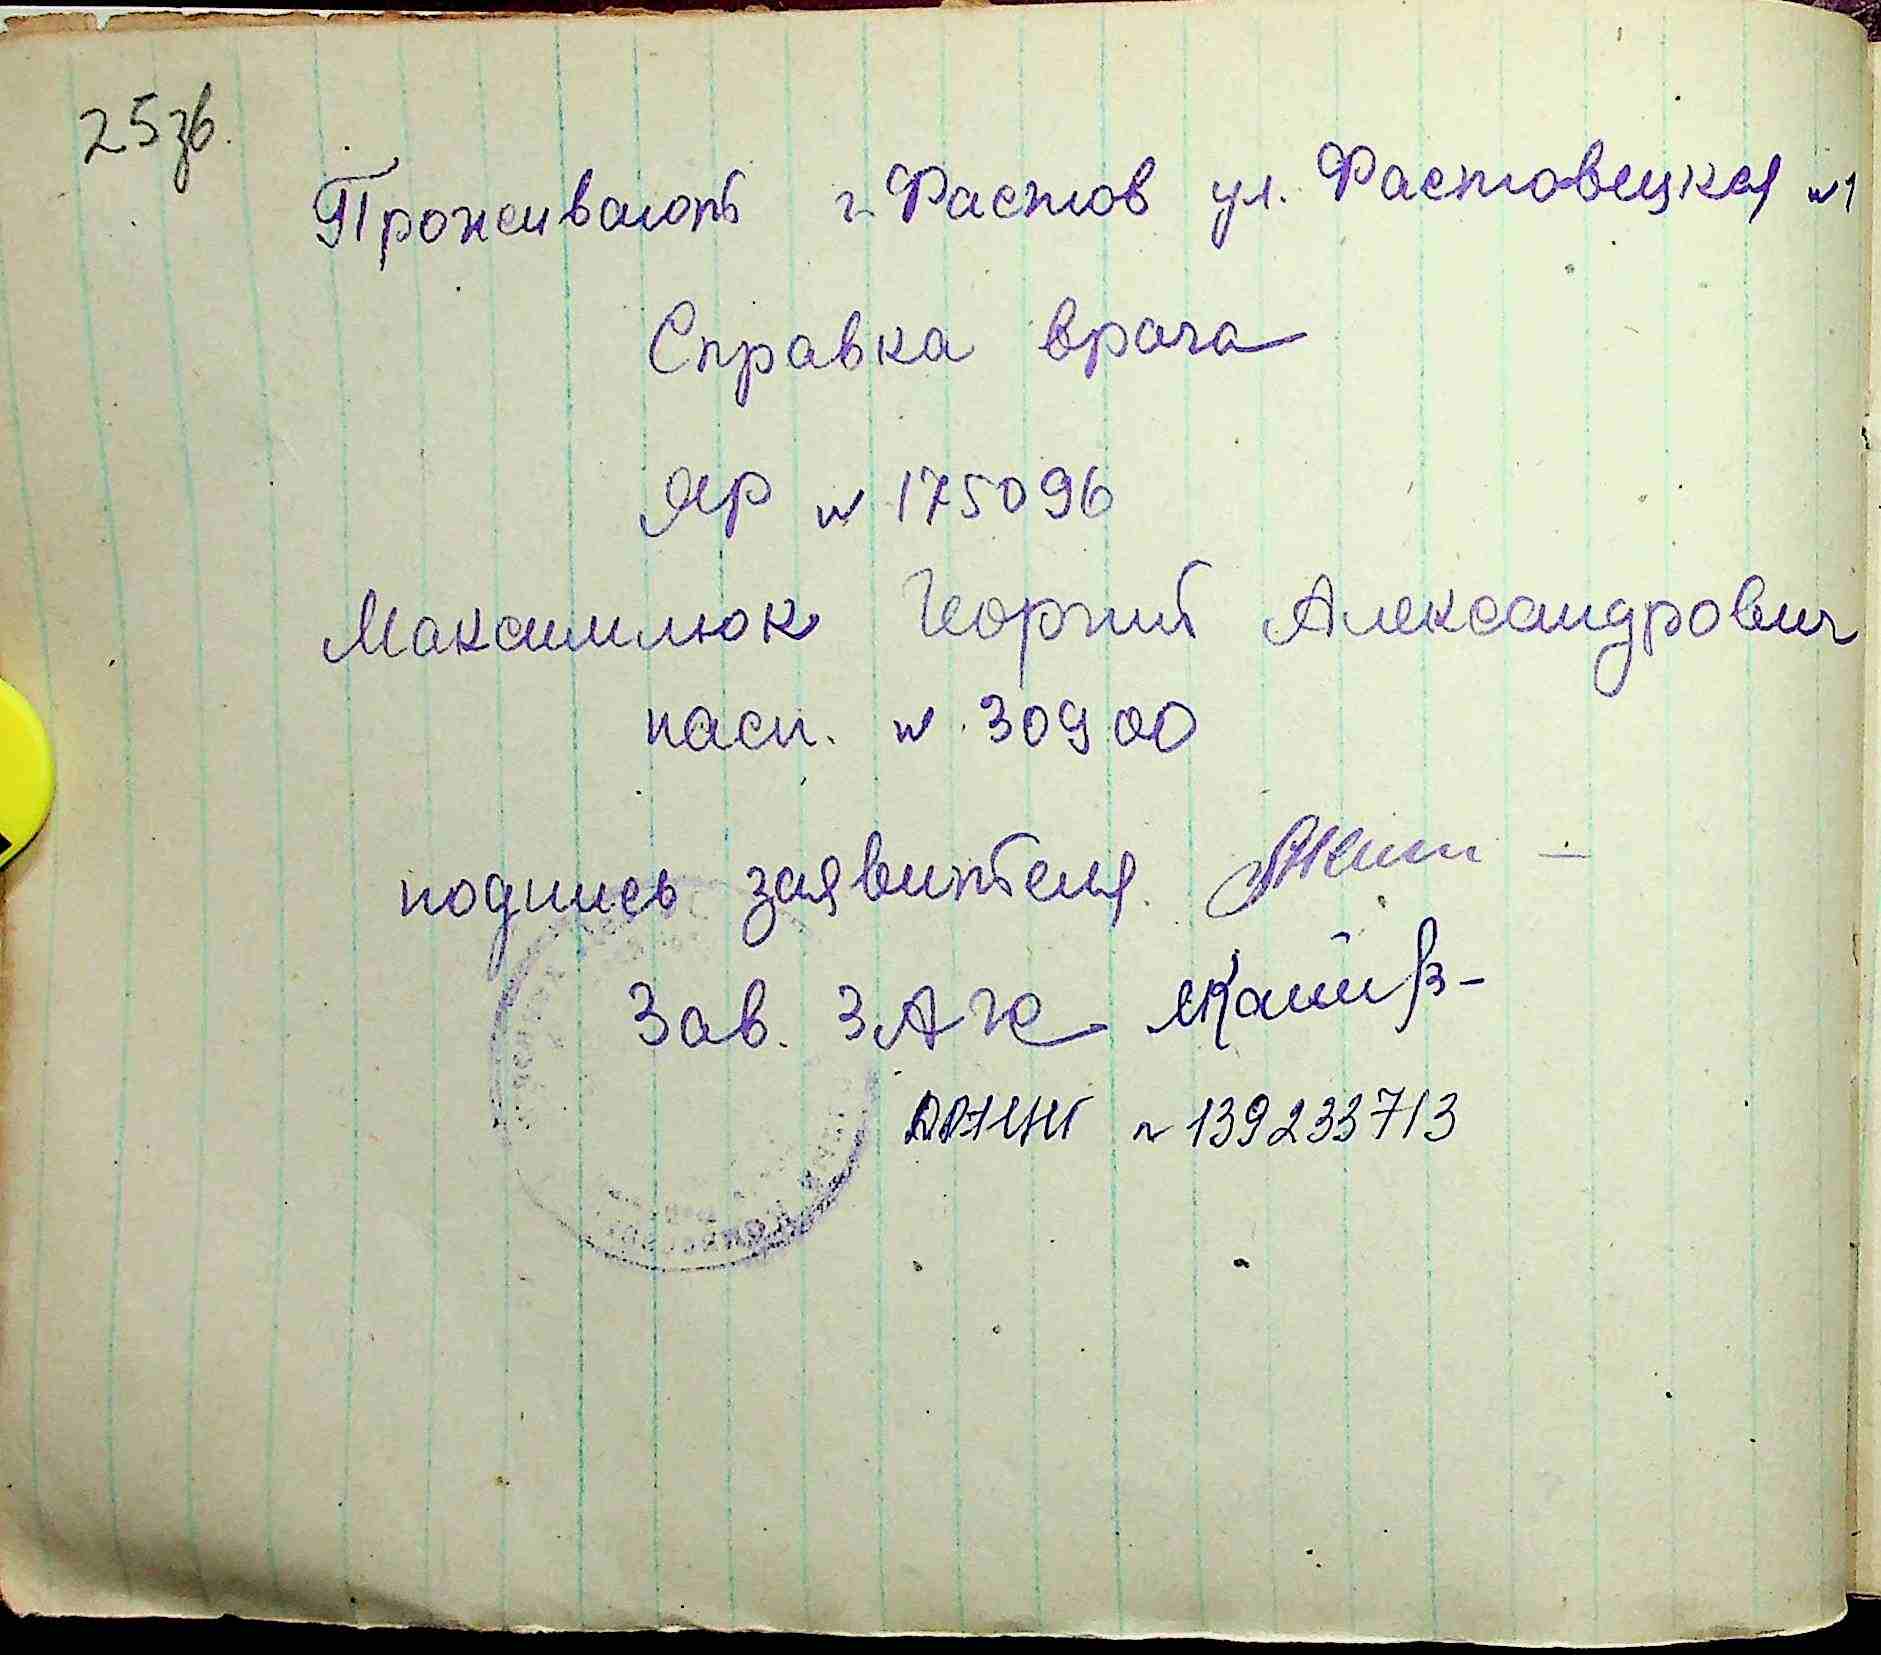 25зв.
Проживают г. Фастов ул. Фастовецкая №1
Справка врача
ЯР № 175096
Максимлюк Георгий Александрович
пасп. № 30900
подпись заявителя
Зав. ЗАГС
№ 139233713